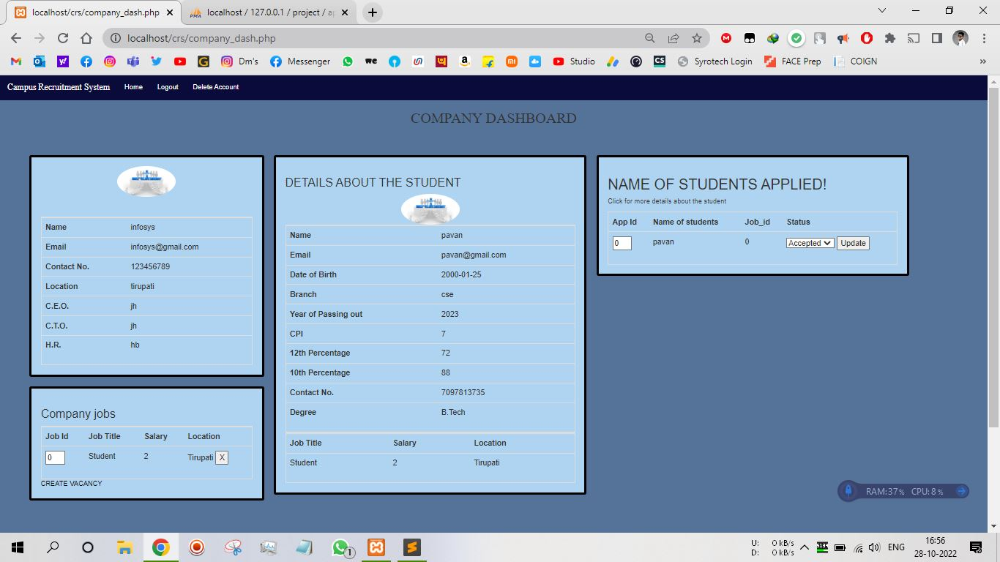 localhost/crs/company_dash.php
localhost / 127.0.0.1 / project / ap
localhost/crs/company_dash.php
Dm's
Messenger
we
Studio
CS
Syrotech Login
FACE Prep
COIGN
Campus Recruitment System
Home
Logout
Delete Account
COMPANY DASHBOARD
Name infosys
Email infosys@gmail.com
Contact No. 123456789
Location tirupati
C.E.O. jh
C.T.O. jh
H.R. hb
Company jobs
Job Id Job Title Salary Location
0 Student 2 Tirupati X
CREATE VACANCY
DETAILS ABOUT THE STUDENT
Name pavan
Email pavan@gmail.com
Date of Birth 2000-01-25
Branch cse
Year of Passing out 2023
CPI 7
12th Percentage 72
10th Percentage 88
Contact No. 7097813735
Degree B.Tech
Job Title Salary Location
Student 2 Tirupati
NAME OF STUDENTS APPLIED!
Click for more details about the student
App Id Name of students Job_id Status
0 pavan 0 Accepted Update
RAM:37% CPU:8%
U: 0 kB/s
D: 0 kB/s
ENG
16:56
28-10-2022
1